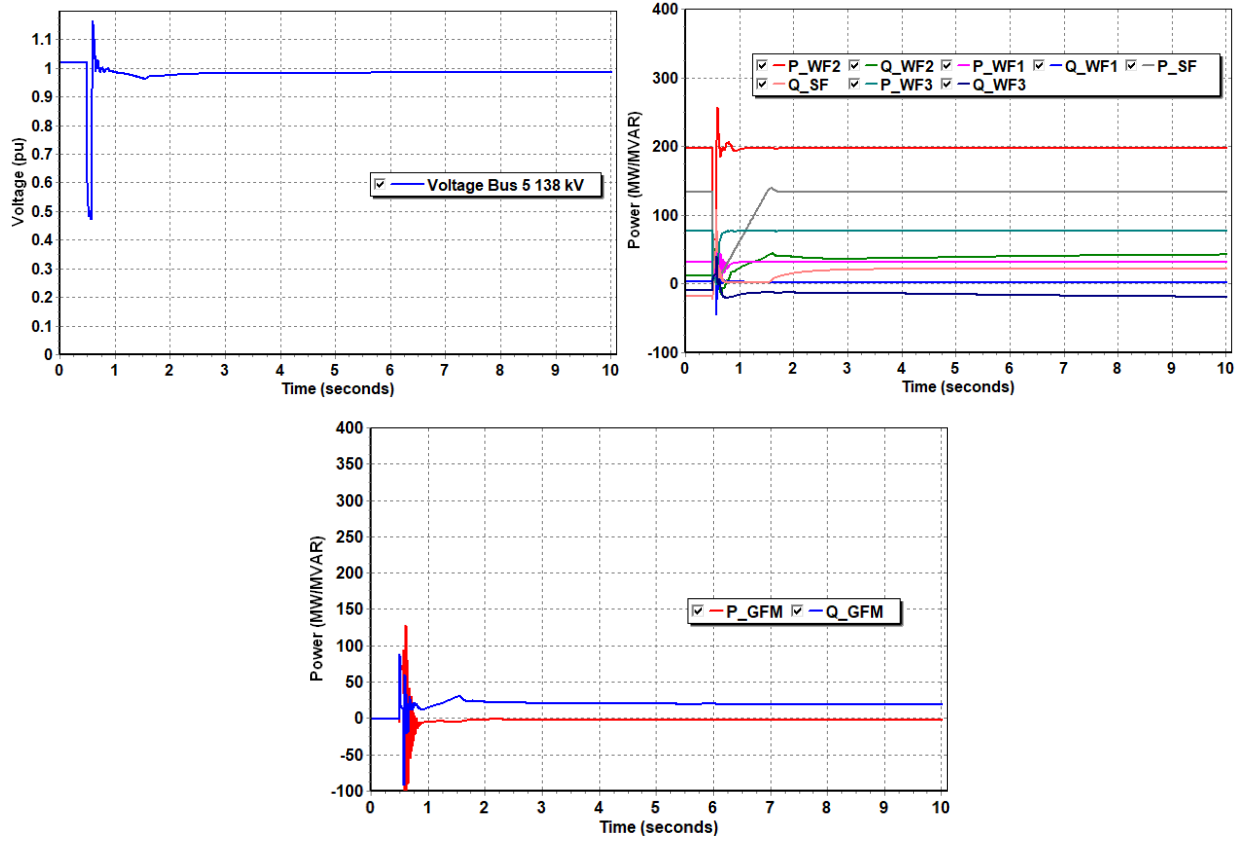 1.1
1
0.9
0.8
0.7
0.6
0.5
0.4
0.3
0.2
0.1
0
Voltage (pu)
Voltage Bus 5 138 kV
0 1 2 3 4 5 6 7 8 9 10
Time (seconds)
400
300
200
100
0
-100
Power (MW/MVAR)
P_WF2 Q_WF2 P_WF1 Q_WF1 P_SF
Q_SF P_WF3 Q_WF3
0 1 2 3 4 5 6 7 8 9 10
Time (seconds)
400
350
300
250
200
150
100
50
0
-50
-100
Power (MW/MVAR)
P_GFM Q_GFM
0 1 2 3 4 5 6 7 8 9 10
Time (seconds)